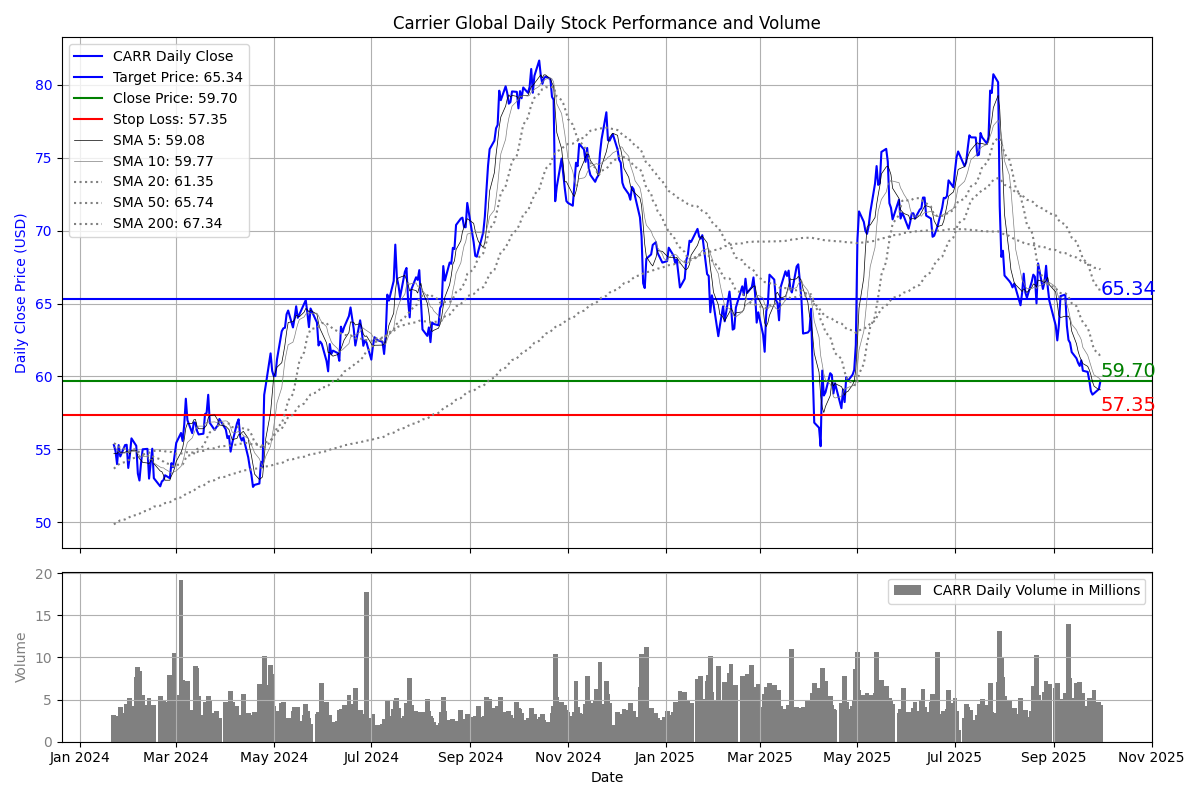 Carrier Global Daily Stock Performance and Volume
CARR Daily Close
Target Price: 65.34
Close Price: 59.70
Stop Loss: 57.35
SMA 5: 59.08
SMA 10: 59.77
SMA 20: 61.35
SMA 50: 65.74
SMA 200: 67.34
Daily Close Price (USD)
80
75
70
65
60
55
50
65.34
59.70
57.35
CARR Daily Volume in Millions
Volume
20
15
10
5
0
Jan 2024 Mar 2024 May 2024 Jul 2024 Sep 2024 Nov 2024 Jan 2025 Mar 2025 May 2025 Jul 2025 Sep 2025 Nov 2025
Date